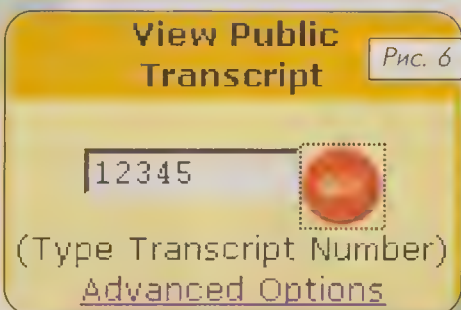 View Public
Transcript
Рис. 6
12345
(Type Transcript Number)
Advanced Options